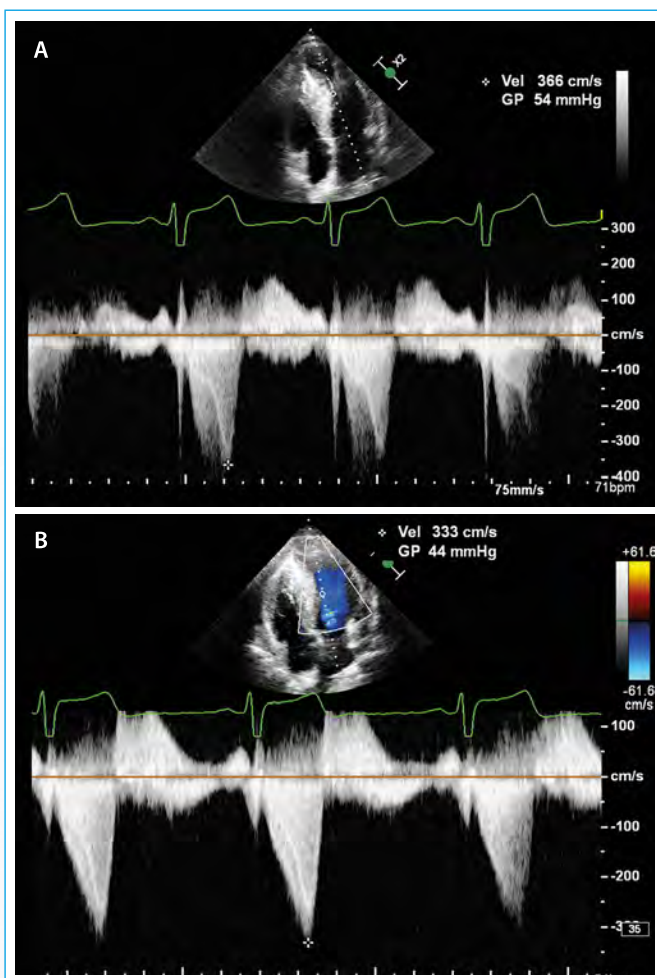 A
X2
Vel 366 cm/s
GP 54 mmHg
300
200
100
cm/s
-100
-200
-300
-400
75mm/s
71bpm
B
Vel 333 cm/s
GP 44 mmHg
+61.6
-61.6
cm/s
100
cm/s
-100
-200
35